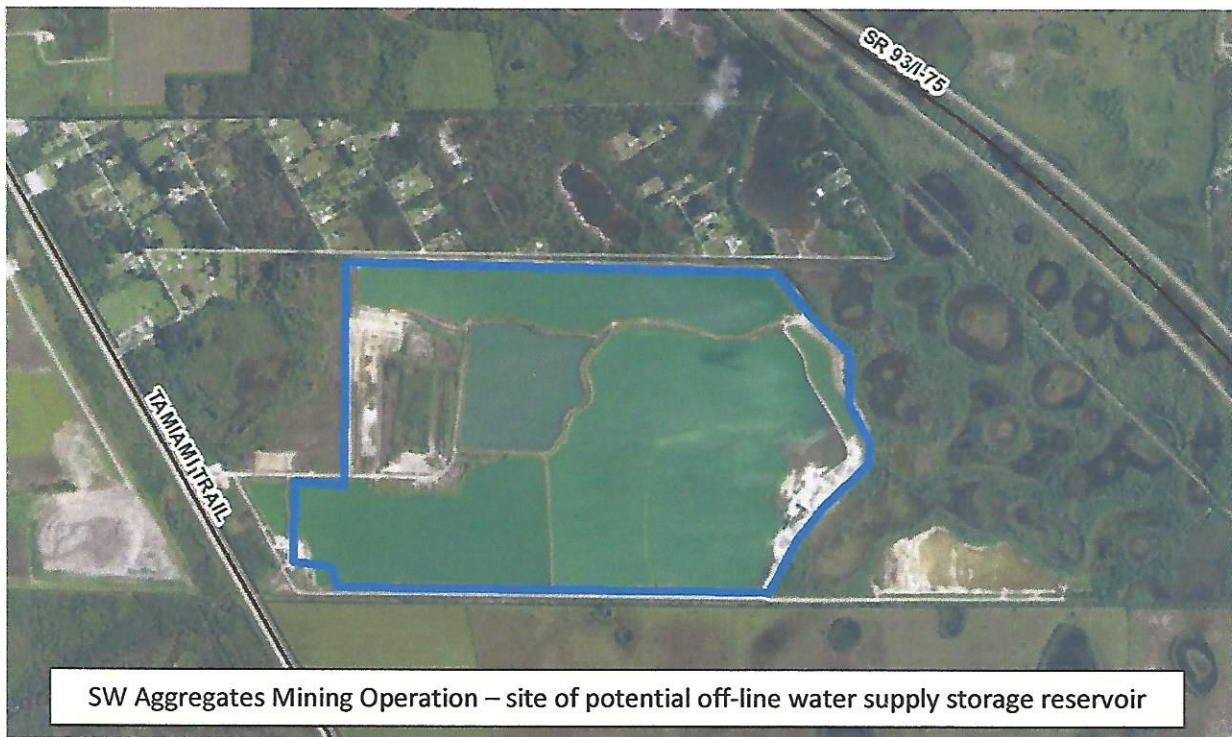 SR 93/I-75
TAMIAMI TRAIL
SW Aggregates Mining Operation – site of potential off-line water supply storage reservoir